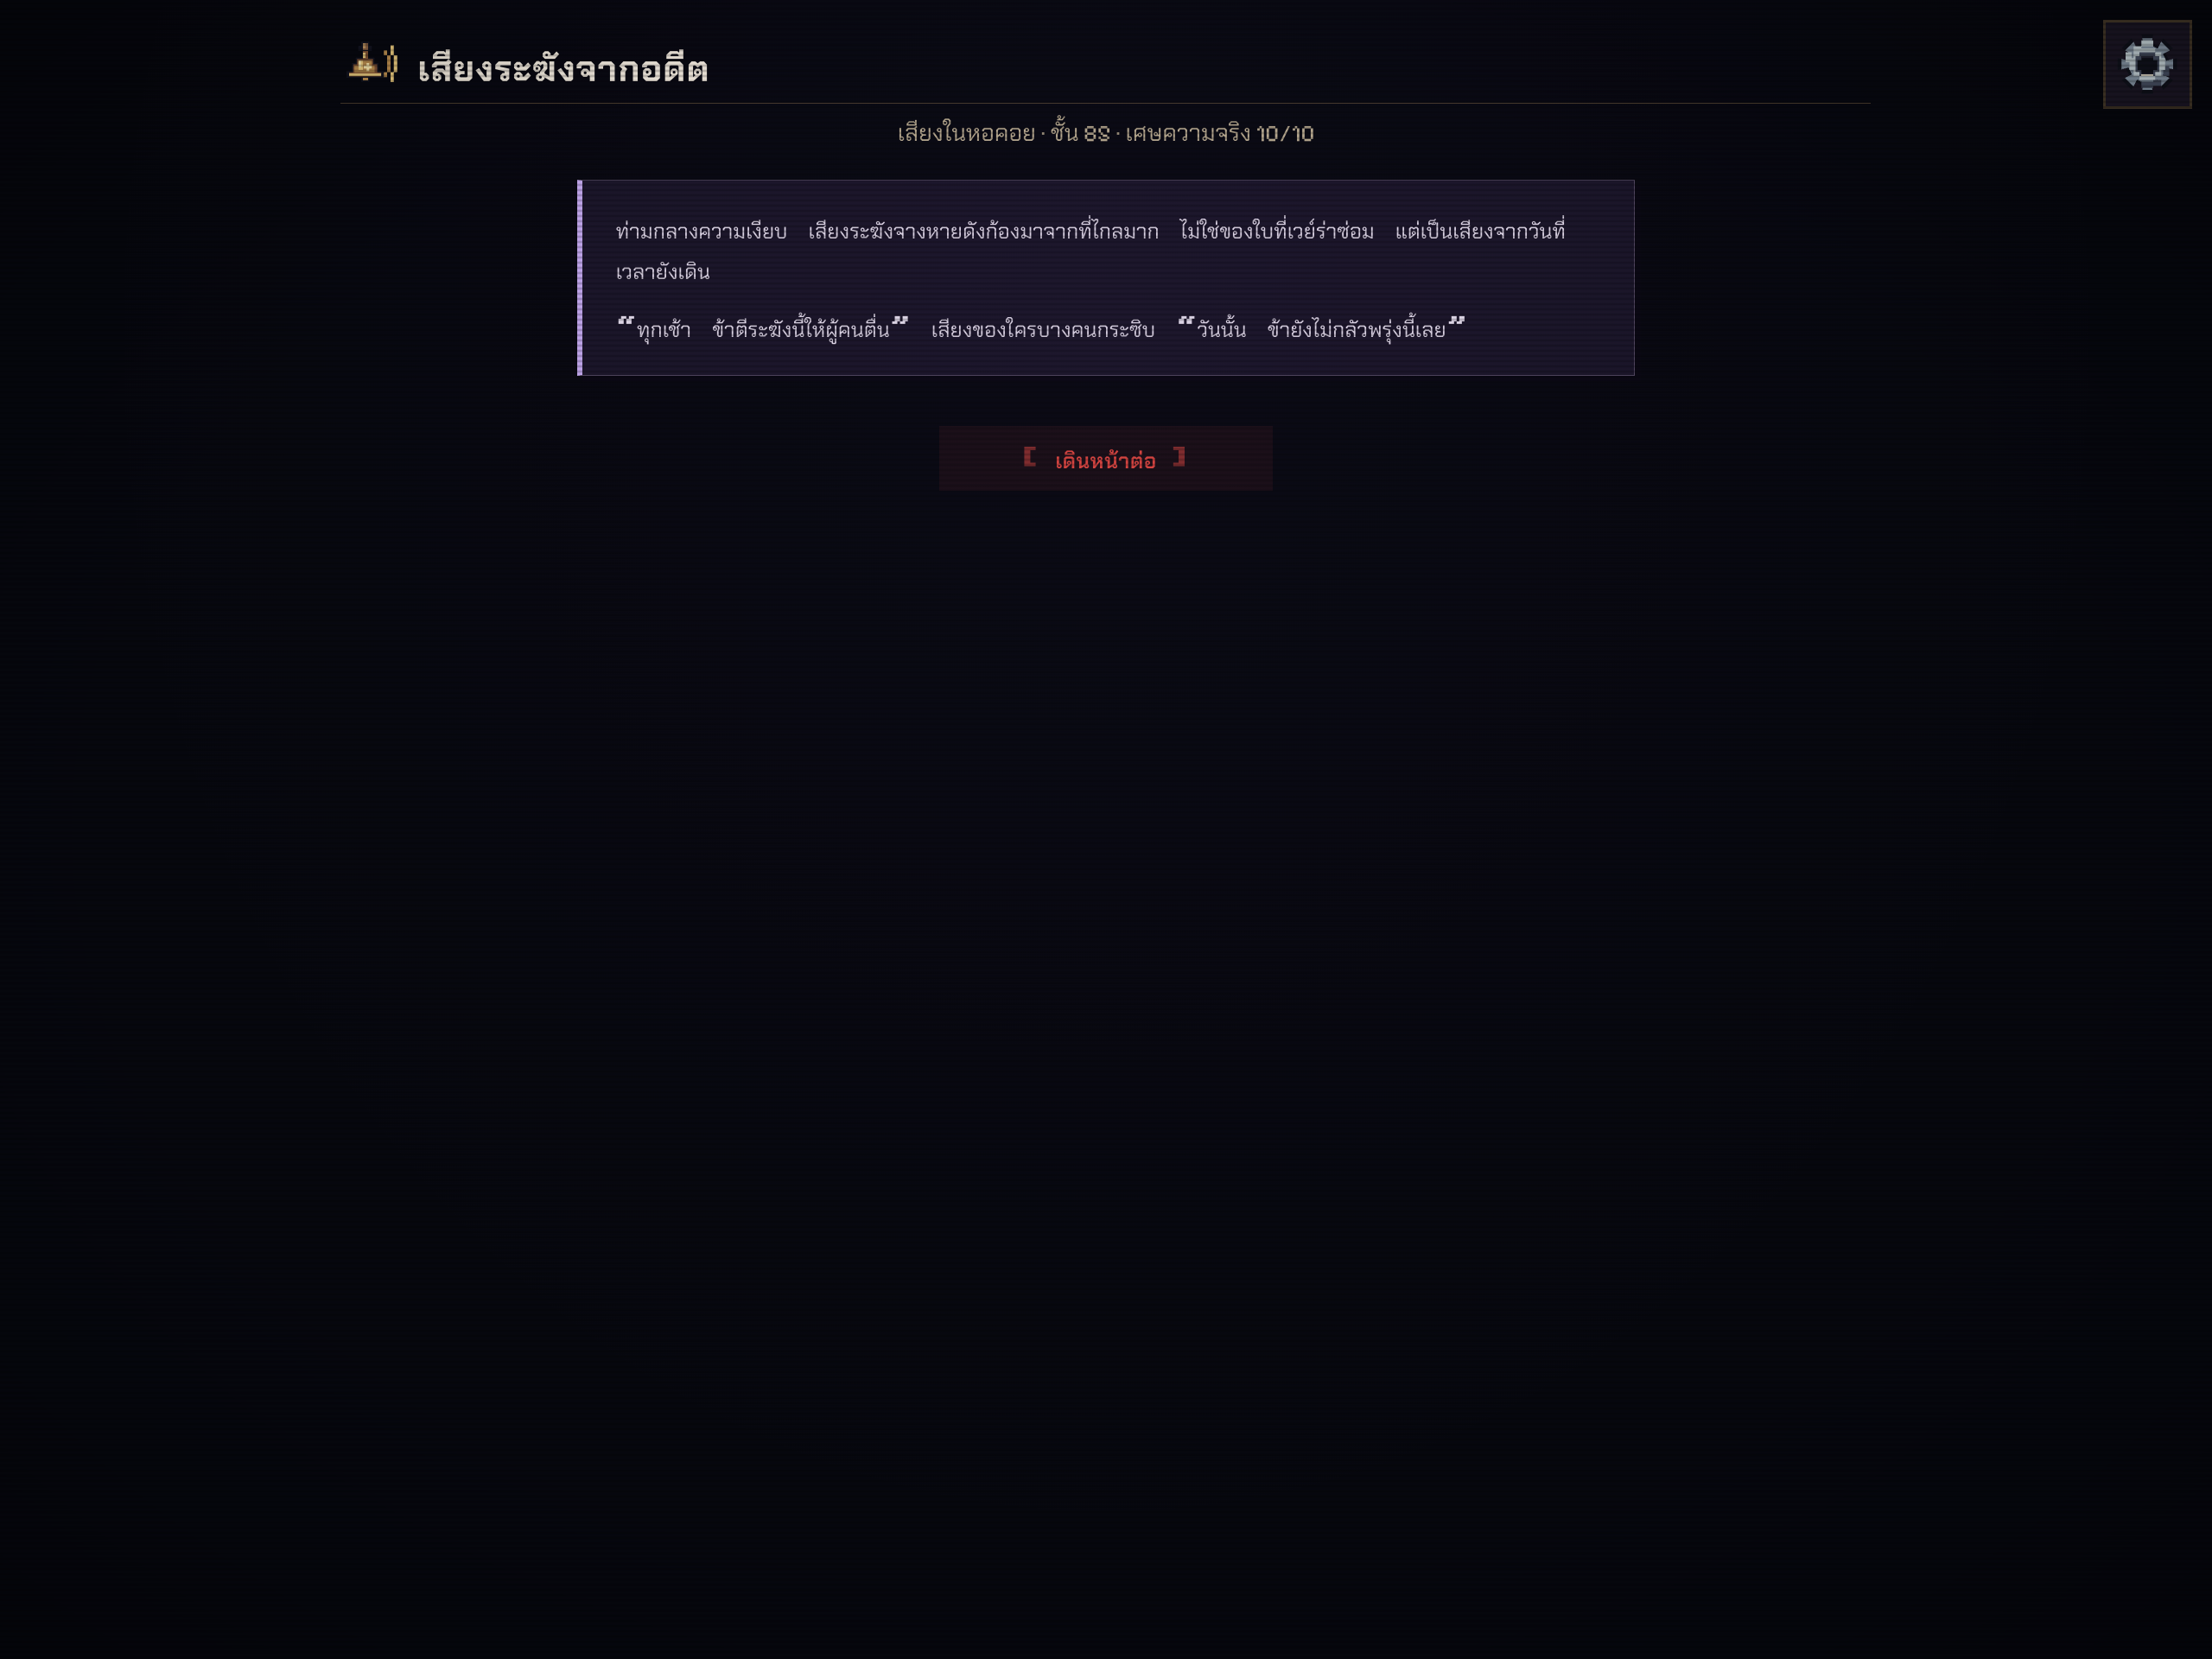 เสียงระฆังจากอดีต
เสียงในหอคอย · ชั้น 89 · เศษความจริง 10/10
ท่ามกลางความเงียบ เสียงระฆังจางหายดังก้องมาจากที่ไกลมาก ไม่ใช่ของใบที่เวย์ร่าซ่อม แต่เป็นเสียงจากวันที่
เวลายังเดิน
“ทุกเช้า ข้าตีระฆังนี้ให้ผู้คนตื่น” เสียงของใครบางคนกระซิบ “วันนั้น ข้ายังไม่กลัวพรุ่งนี้เลย”
[ เดินหน้าต่อ ]